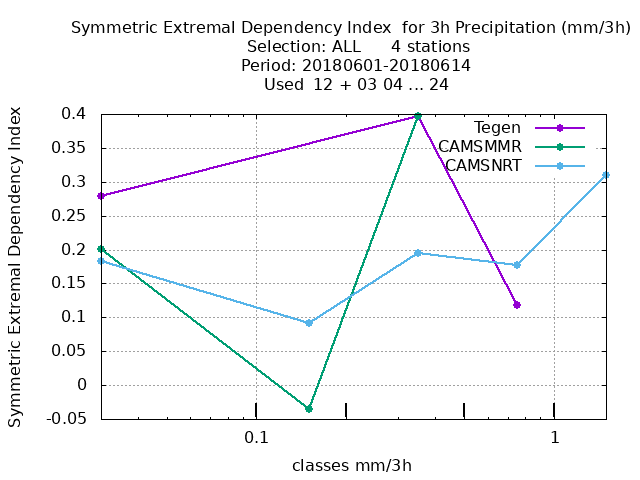 Symmetric Extremal Dependency Index  for 3h Precipitation (mm/3h)
Selection: ALL      4 stations
Period: 20180601-20180614
Used  12 + 03 04 ... 24
Symmetric Extremal Dependency Index
0.4
0.35
0.3
0.25
0.2
0.15
0.1
0.05
0
-0.05
Tegen
CAMSMMR
CAMSNRT
0.1
1
classes mm/3h